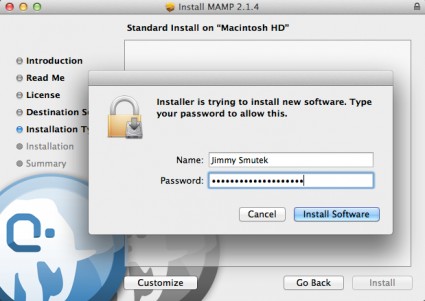 Install MAMP 2.1.4
Standard Install on “Macintosh HD”
Introduction
Read Me
License
Destination S
Installation Ty
Installation
Summary
Installer is trying to install new software. Type
your password to allow this.
Name: Jimmy Smutek
Password: ••••••••••••••••••••
Cancel
Install Software
Customize
Go Back
Install